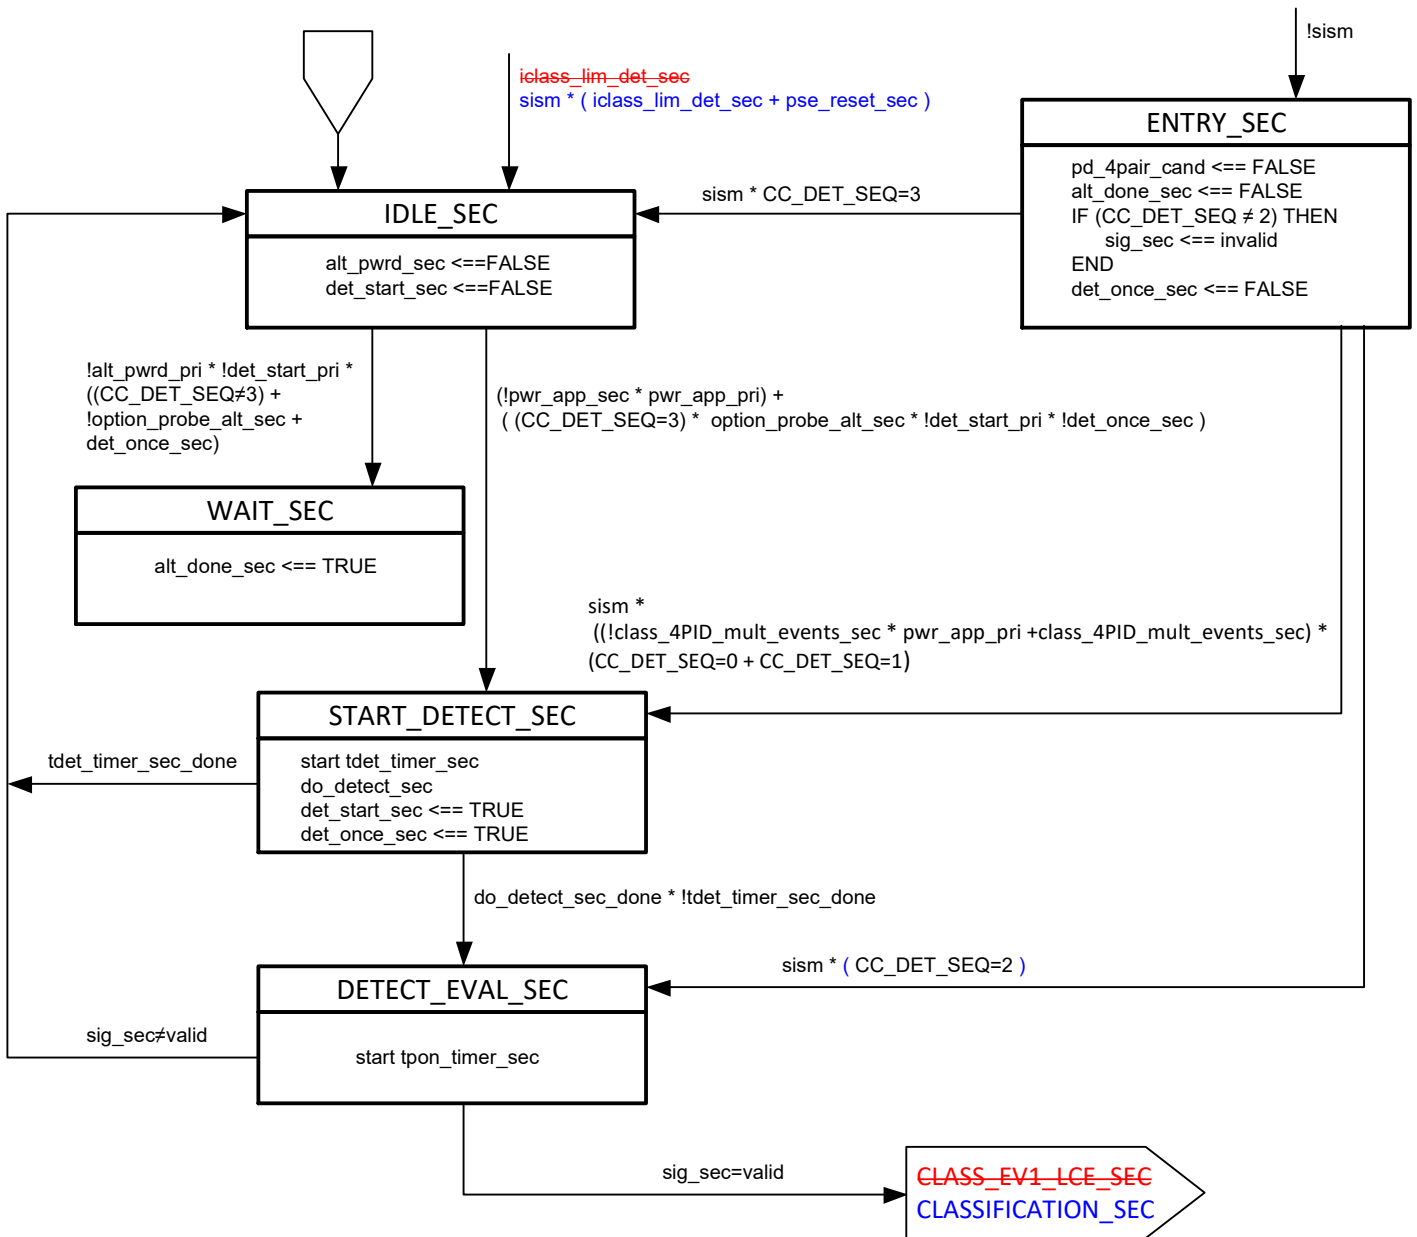 !sism
iclass_lim_det_sec
sism * ( iclass_lim_det_sec + pse_reset_sec )
ENTRY_SEC
pd_4pair_cand <== FALSE
alt_done_sec <== FALSE
IF (CC_DET_SEQ ≠ 2) THEN
sig_sec <== invalid
END
det_once_sec <== FALSE
sism * CC_DET_SEQ=3
IDLE_SEC
alt_pwrd_sec <==FALSE
det_start_sec <==FALSE
!alt_pwrd_pri * !det_start_pri *
((CC_DET_SEQ≠3) +
!option_probe_alt_sec +
det_once_sec)
(!pwr_app_sec * pwr_app_pri) +
( (CC_DET_SEQ=3) * option_probe_alt_sec * !det_start_pri * !det_once_sec )
WAIT_SEC
alt_done_sec <== TRUE
sism *
((!class_4PID_mult_events_sec * pwr_app_pri +class_4PID_mult_events_sec) *
(CC_DET_SEQ=0 + CC_DET_SEQ=1)
START_DETECT_SEC
start tdet_timer_sec
do_detect_sec
det_start_sec <== TRUE
det_once_sec <== TRUE
tdet_timer_sec_done
do_detect_sec_done * !tdet_timer_sec_done
sism * ( CC_DET_SEQ=2 )
DETECT_EVAL_SEC
start tpon_timer_sec
sig_sec≠valid
sig_sec=valid
CLASS_EV1_LCE_SEC
CLASSIFICATION_SEC